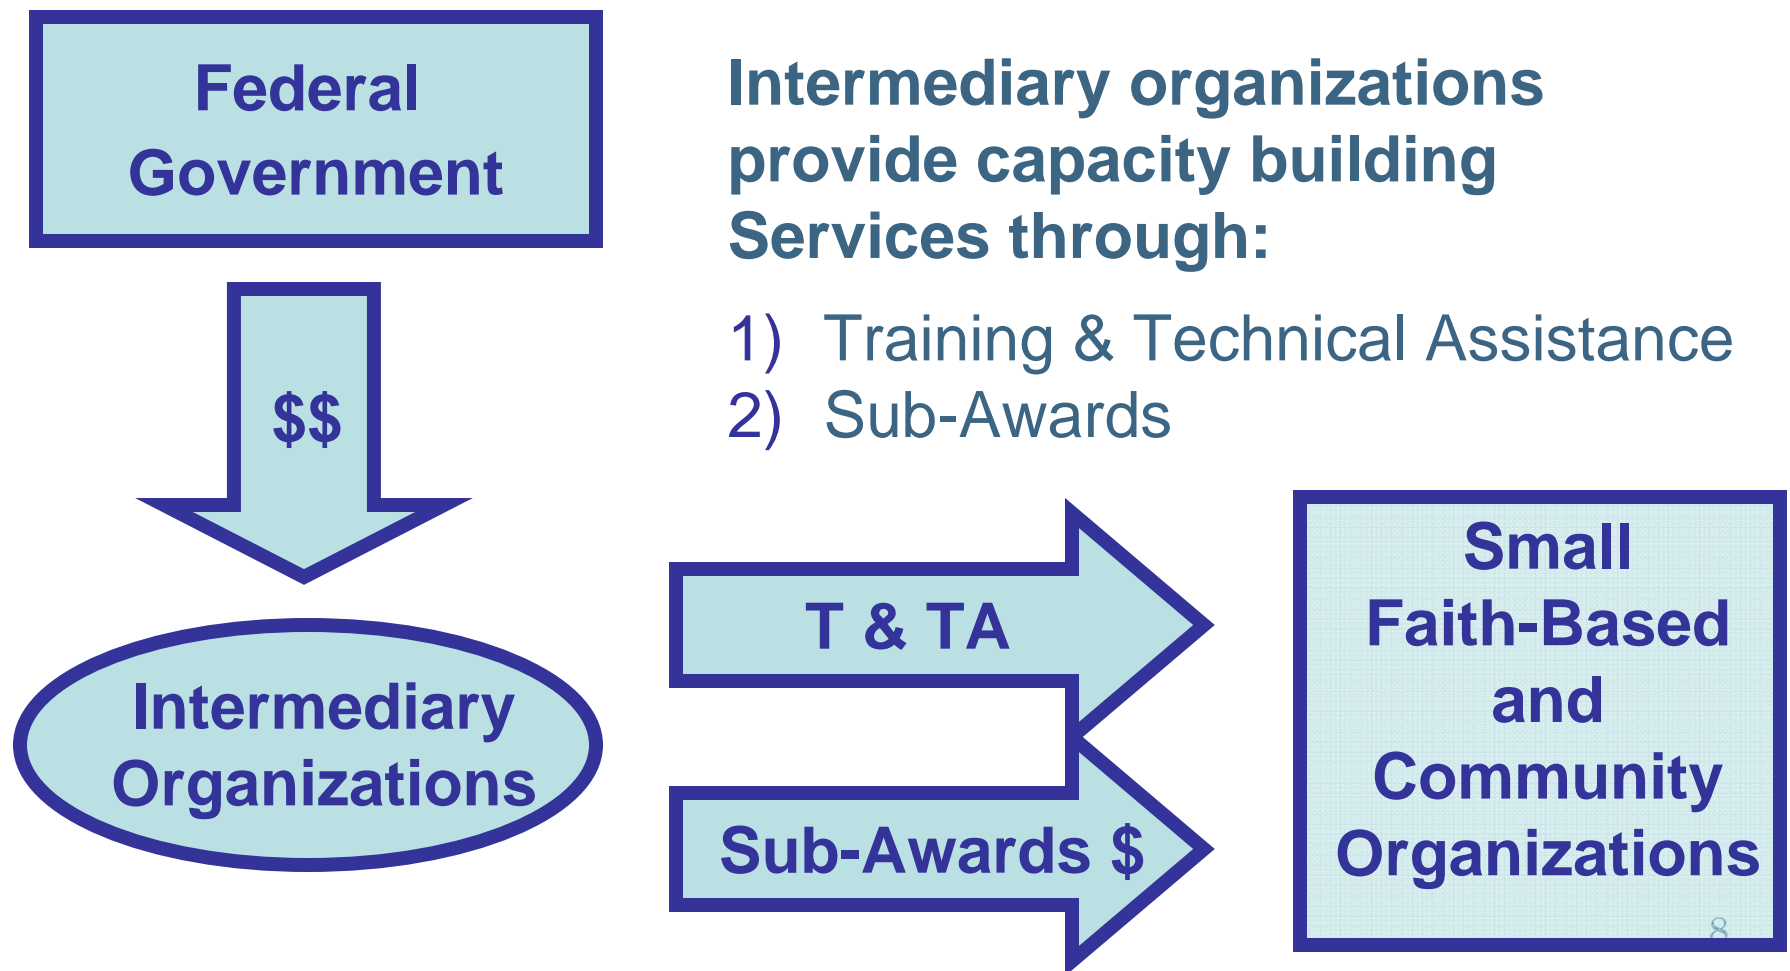 Federal
Government
Intermediary organizations
provide capacity building
Services through:
1) Training & Technical Assistance
2) Sub-Awards
$$
Intermediary
Organizations
T & TA
Sub-Awards $
Small
Faith-Based
and
Community
Organizations
8